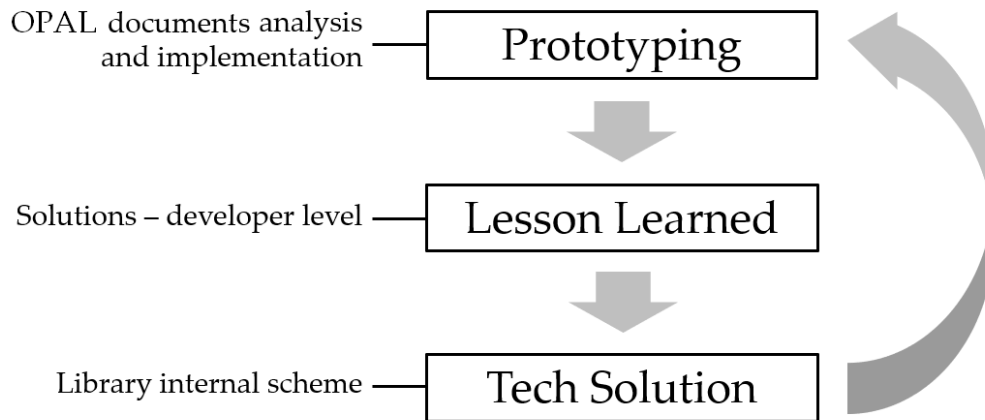 OPAL documents analysis
and implementation
Prototyping
Solutions – developer level
Lesson Learned
Library internal scheme
Tech Solution